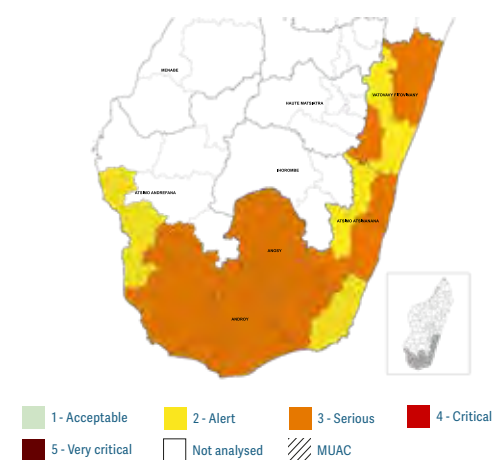 MENABE
VATOVAVY FITOVINANY
HAUTE MATSIATRA
IHOROMBE
ATSIMO ANDREFANA
ATSIMO ATSINANANA
ANOSY
ANDROY
1 - Acceptable
2 - Alert
3 - Serious
4 - Critical
5 - Very critical
Not analysed
MUAC